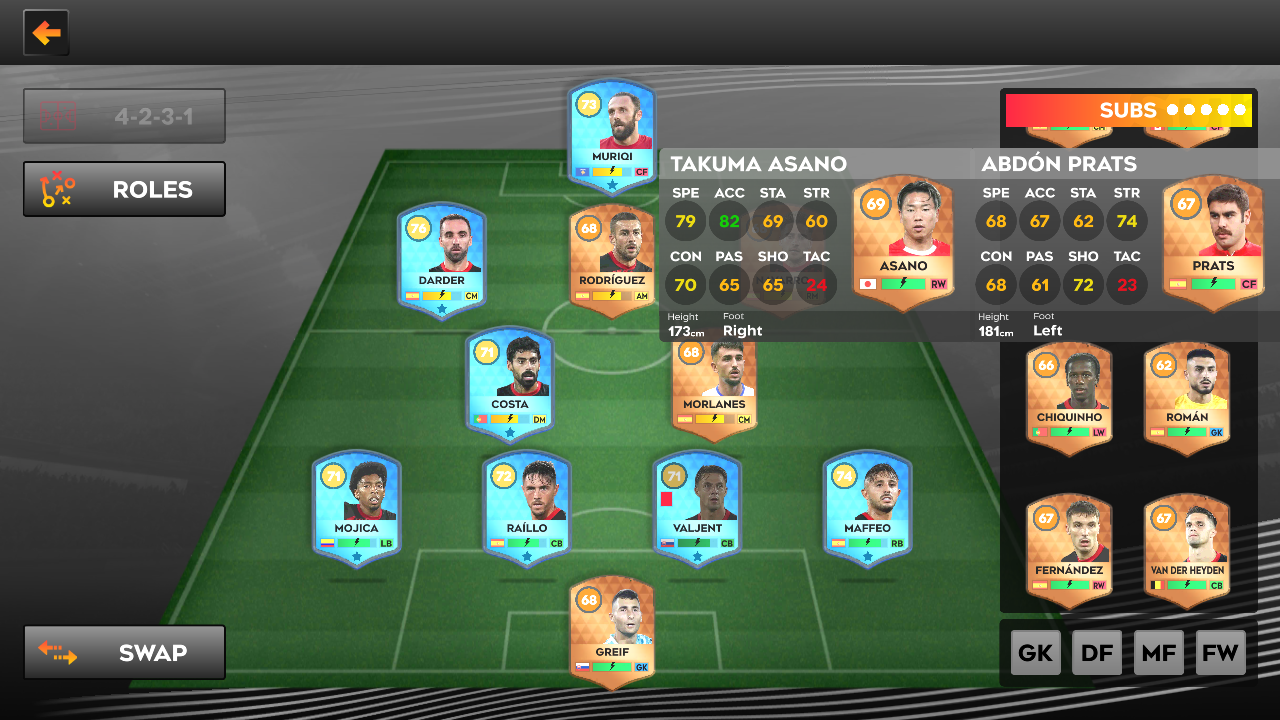 4-2-3-1
ROLES
SWAP
73
MURIQI
CF
76
DARDER
CM
68
RODRÍGUEZ
AM
71
COSTA
DM
68
MORLANES
CM
71
MOJICA
LB
72
RAÍLLO
CB
71
VALJENT
CB
74
MAFFEO
RB
68
GREIF
GK
TAKUMA ASANO
SPE ACC STA STR
79 82 69 60
CON PAS SHO TAC
70 65 65 24
Height Foot
173cm Right
69
ASANO
RW
ABDÓN PRATS
SPE ACC STA STR
68 67 62 74
CON PAS SHO TAC
68 61 72 23
Height Foot
181cm Left
67
PRATS
CF
SUBS
CM CF
66
CHIQUINHO
LW
62
ROMÁN
GK
67
FERNÁNDEZ
RW
67
VAN DER HEYDEN
CB
GK DF MF FW